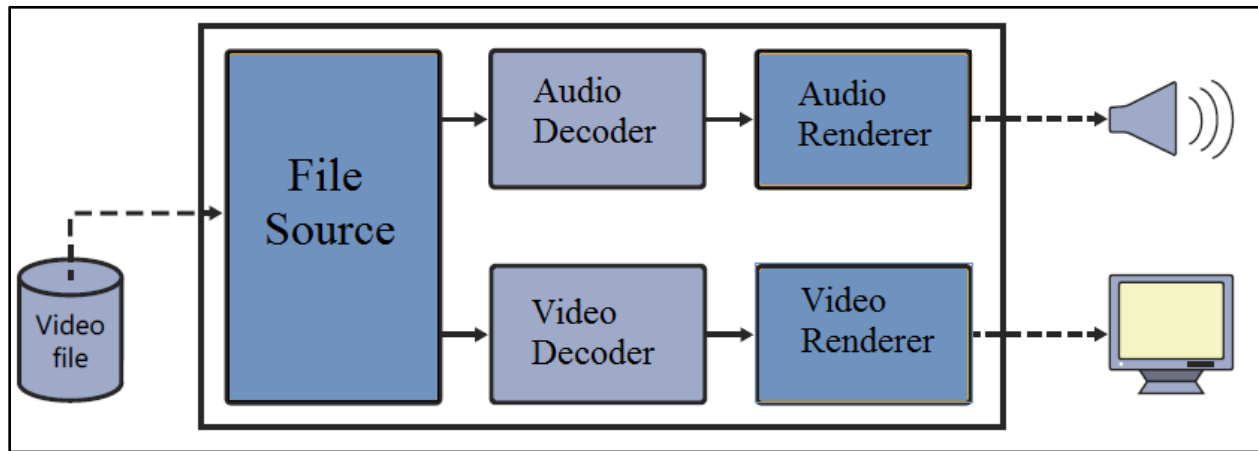 Video
file
File
Source
Audio
Decoder
Audio
Renderer
Video
Decoder
Video
Renderer